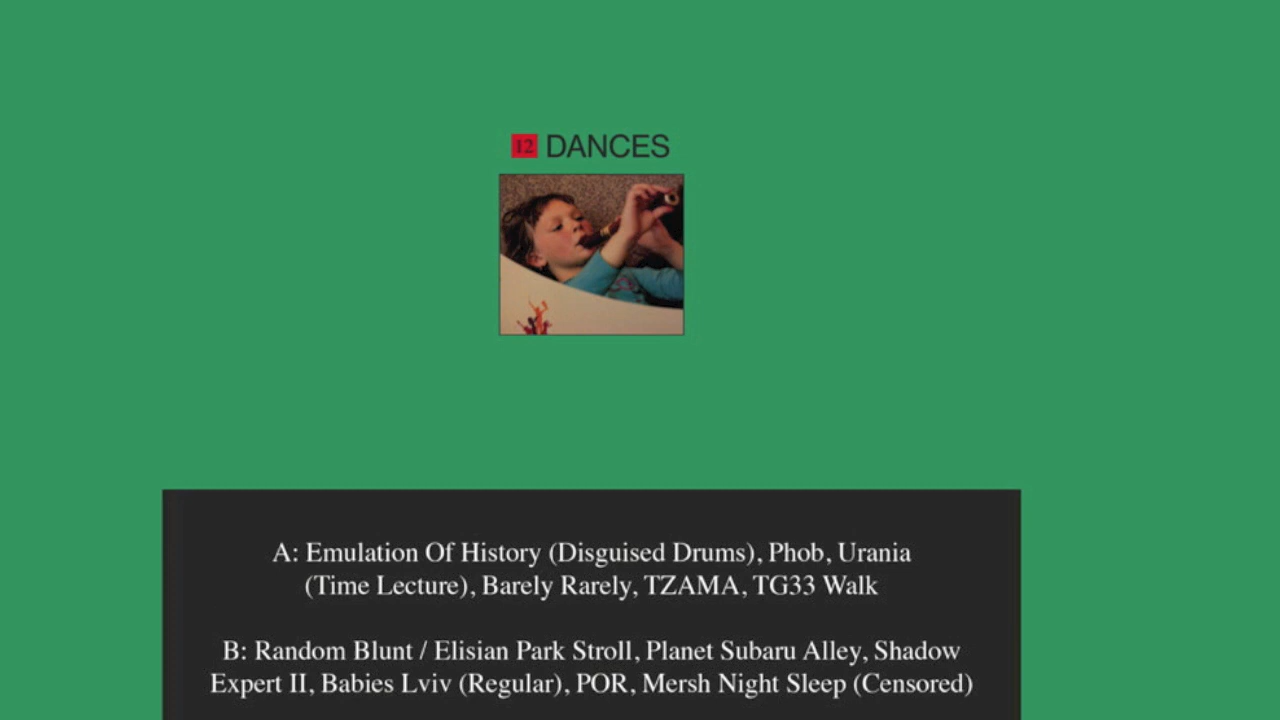 12 DANCES
A: Emulation Of History (Disguised Drums), Phob, Urania
(Time Lecture), Barely Rarely, TZAMA, TG33 Walk
B: Random Blunt / Elisian Park Stroll, Planet Subaru Alley, Shadow
Expert II, Babies Lviv (Regular), POR, Mersh Night Sleep (Censored)